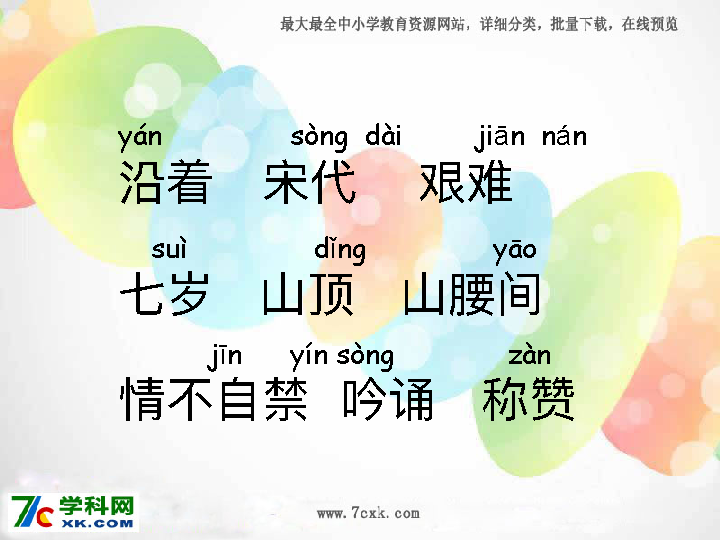 最大最全中小学教育资源网站，详细分类，批量下载，在线预览
yán sòng dài jiān nán
沿着 宋代 艰难
suì dǐng yāo
七岁 山顶 山腰间
jīn yín sòng zàn
情不自禁 吟诵 称赞
7C 学科网
XK.COM
www.7cxk.com